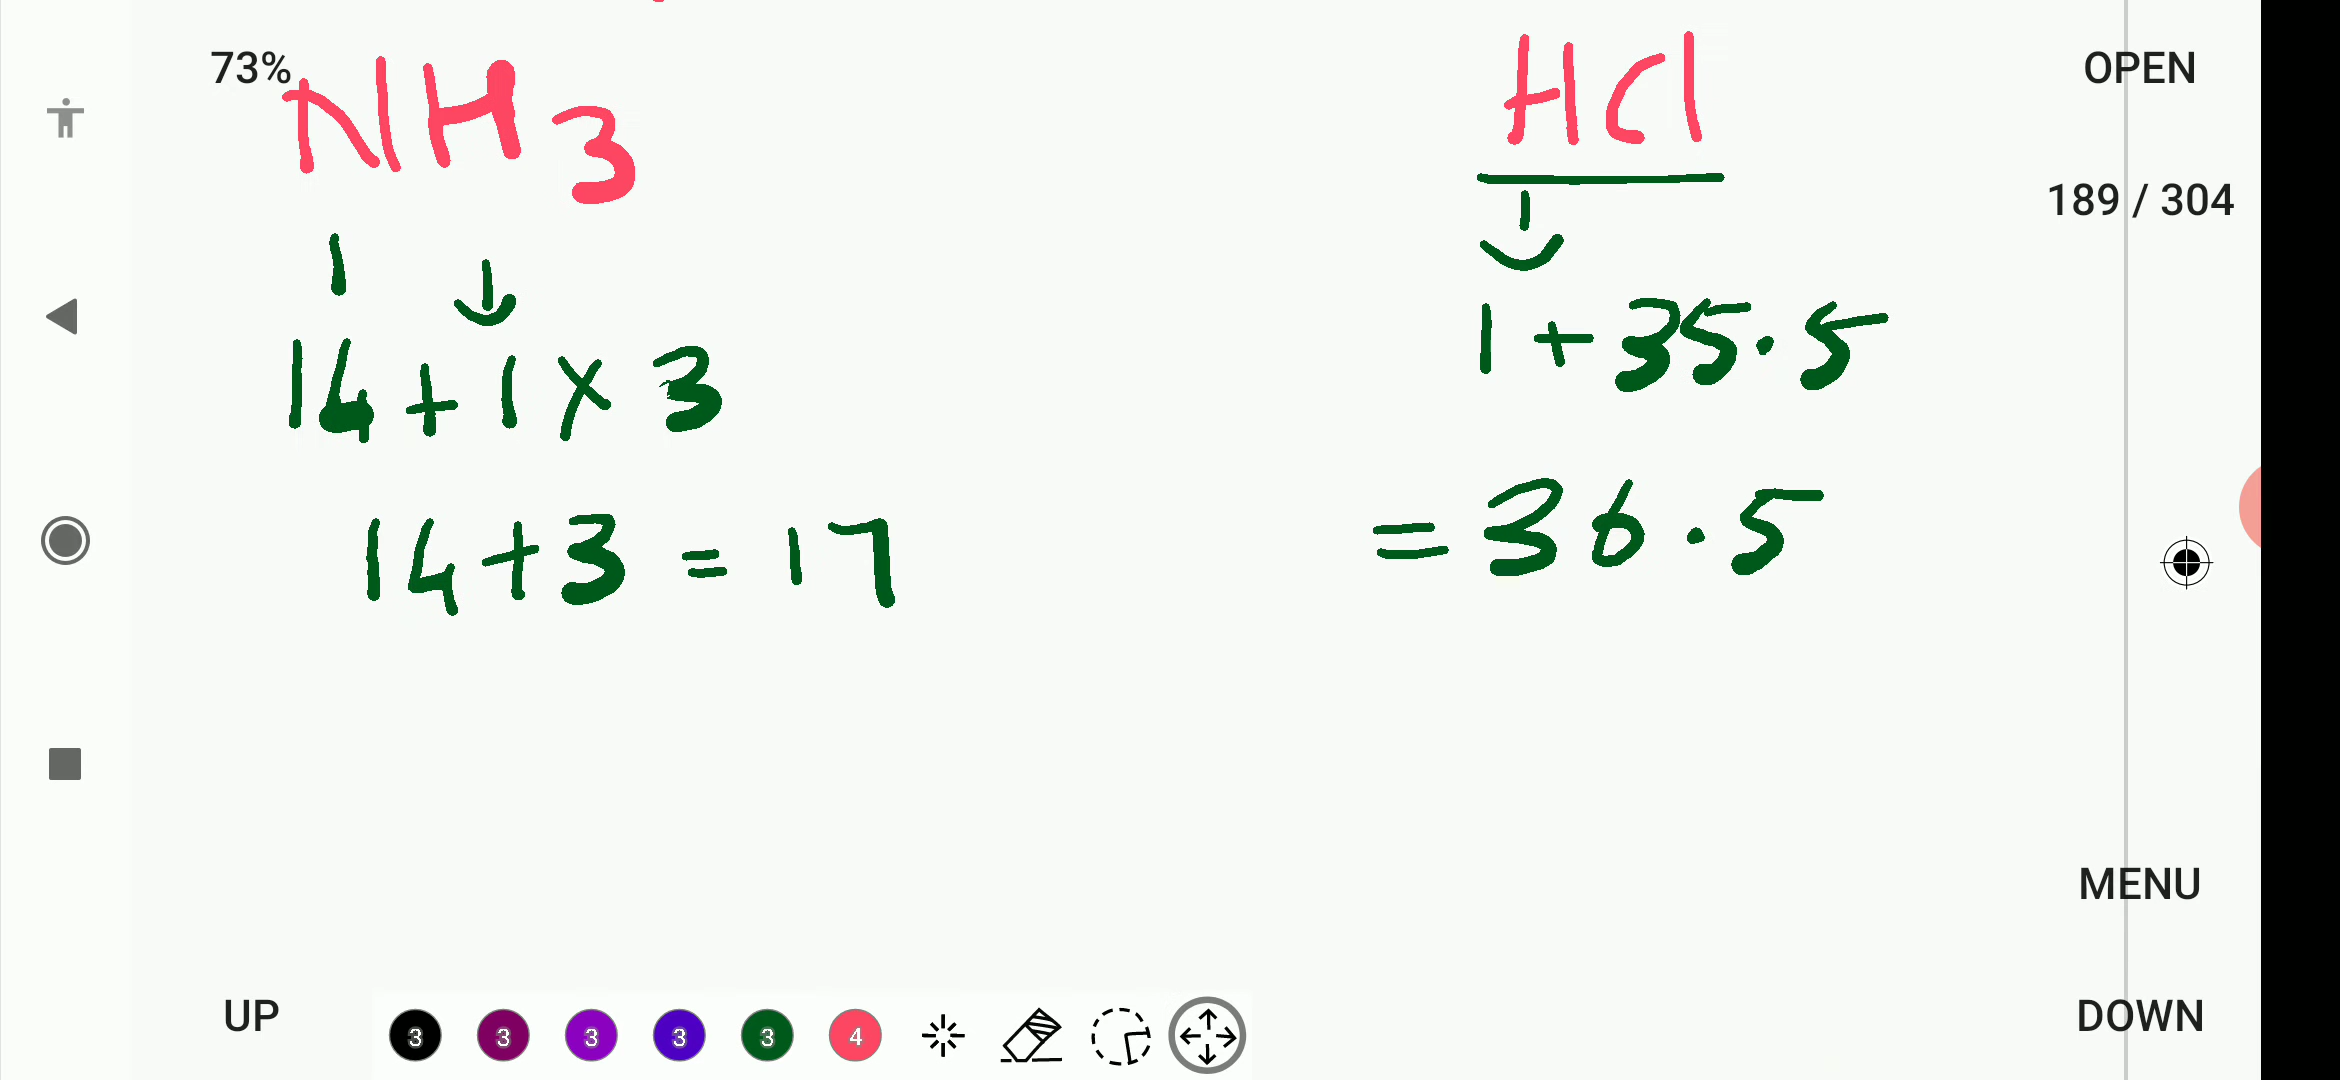 73%
OPEN
NH3
HCl
189 / 304
14+1×3
1+35.5
14+3=17
=36.5
MENU
UP
3 3 3 3 3 4
DOWN